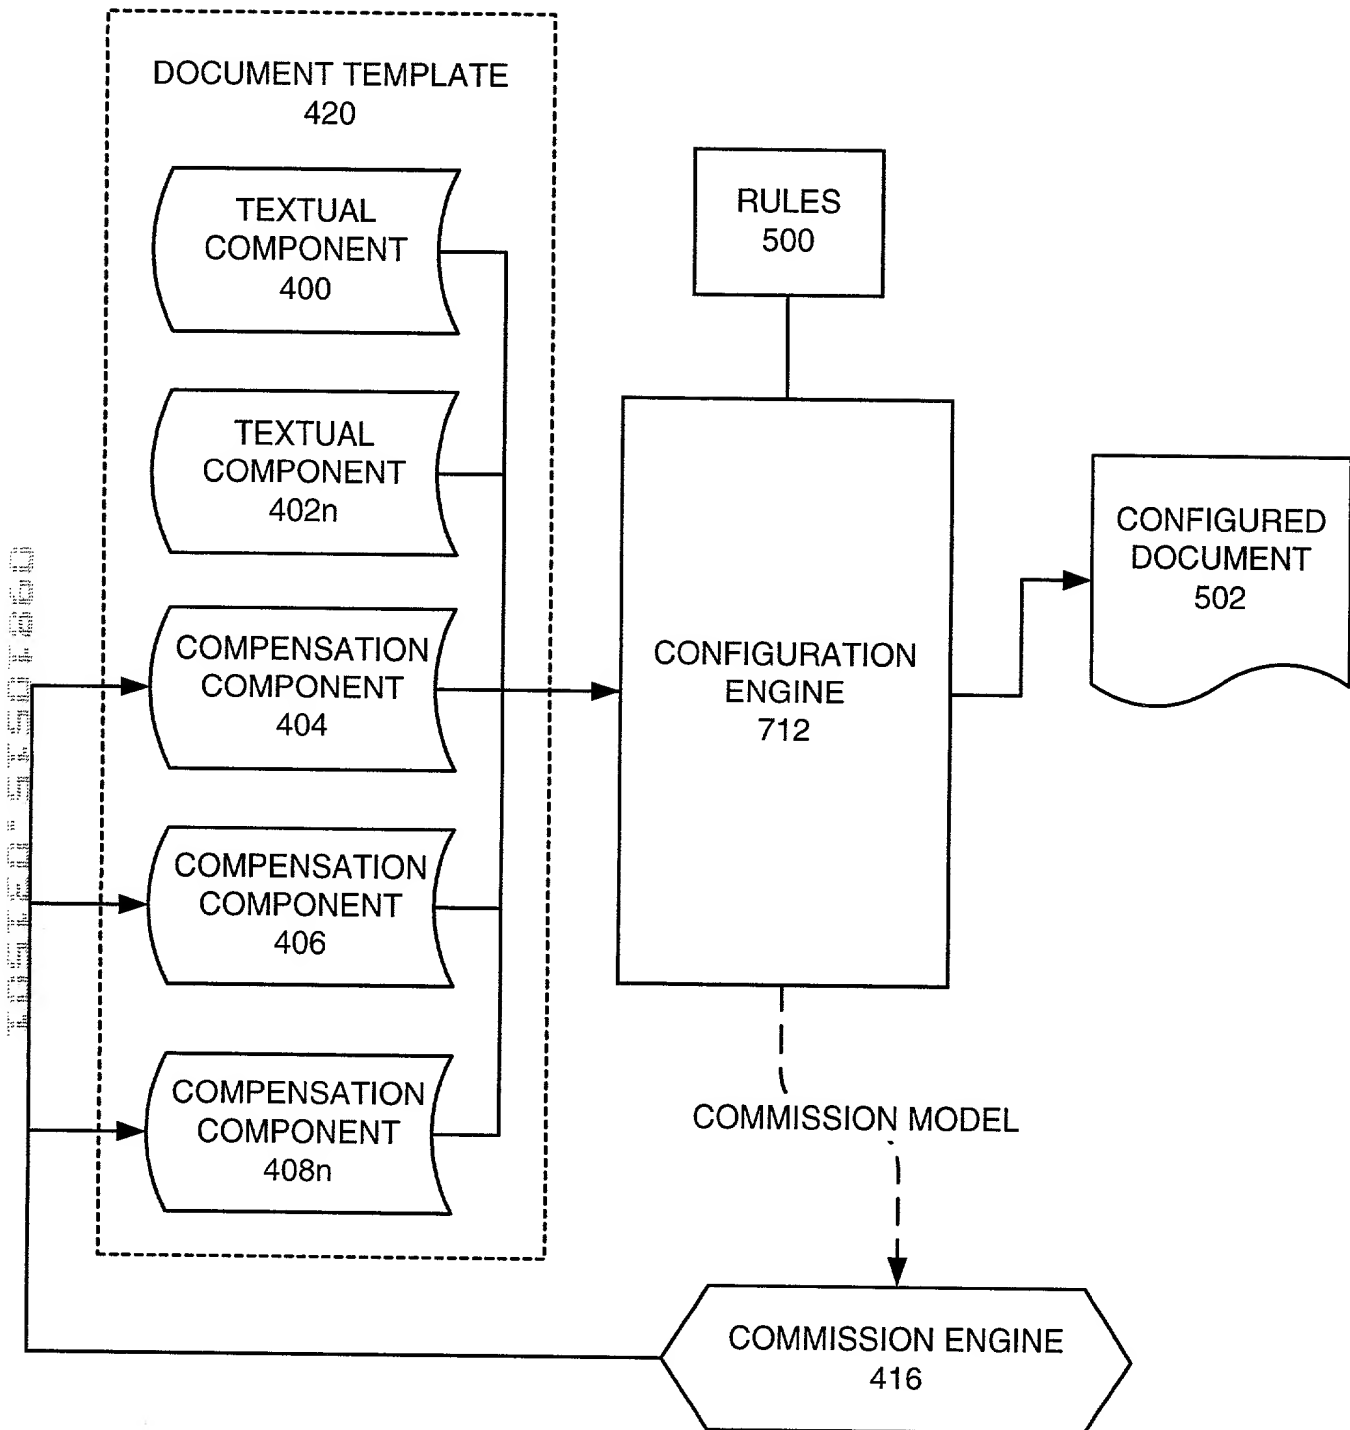 DOCUMENT TEMPLATE
420
TEXTUAL
COMPONENT
400
TEXTUAL
COMPONENT
402n
COMPENSATION
COMPONENT
404
COMPENSATION
COMPONENT
406
COMPENSATION
COMPONENT
408n
RULES
500
CONFIGURATION
ENGINE
712
CONFIGURED
DOCUMENT
502
COMMISSION MODEL
COMMISSION ENGINE
416